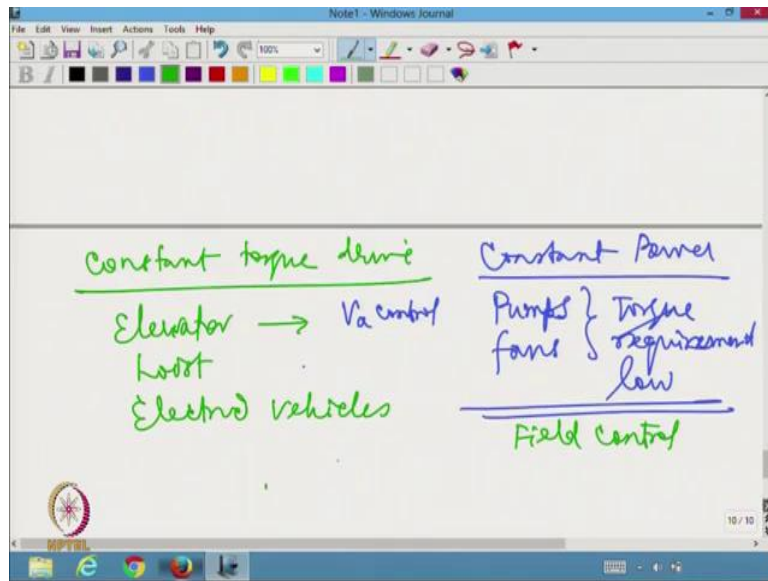 Note1 - Windows Journal
File Edit View Insert Actions Tools Help
100%
B I
Constant torque drive
Elevator → Va control
hoist
Electric vehicles
Constant Power
Pumps } Torque
fans } requirement
low
Field control
NPTEL
10 / 10